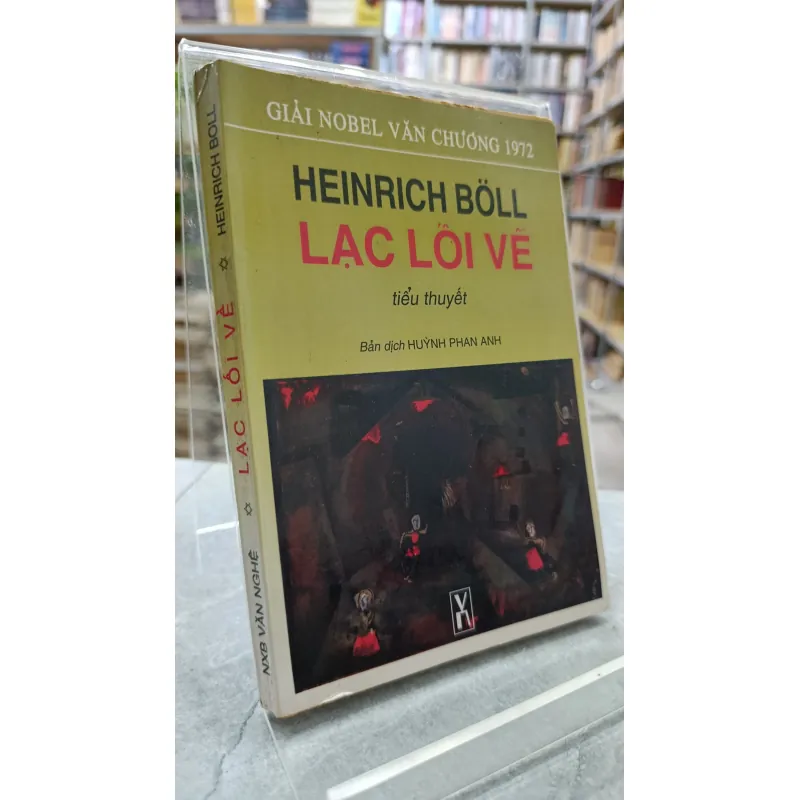 GIẢI NOBEL VĂN CHƯƠNG 1972
HEINRICH BÖLL
LẠC LỐI VỀ
tiểu thuyết
Bản dịch HUỲNH PHAN ANH
VN
HEINRICH BÖLL ✡ LẠC LỐI VỀ ✡ NXB VĂN NGHỆ